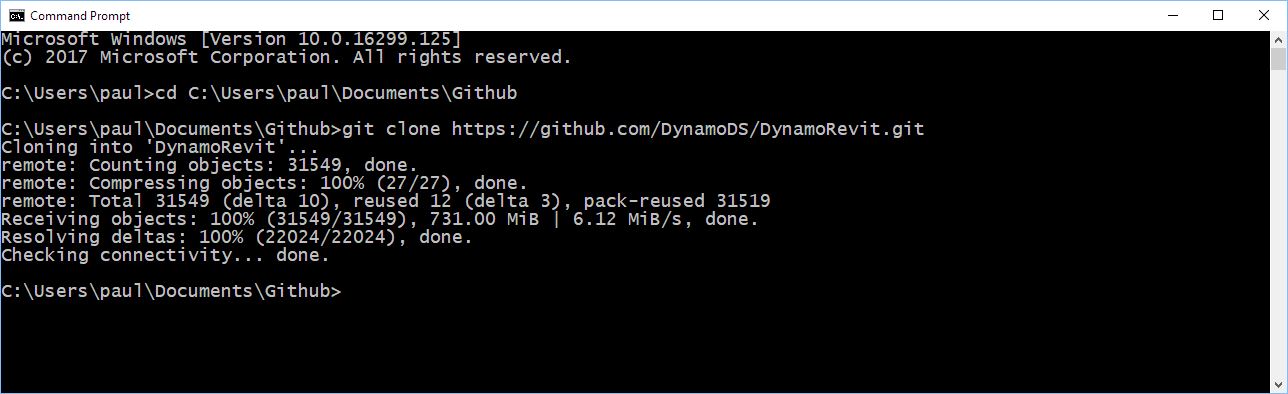 Command Prompt
Microsoft Windows [Version 10.0.16299.125]
(c) 2017 Microsoft Corporation. All rights reserved.
C:\Users\paul>cd C:\Users\paul\Documents\Github
C:\Users\paul\Documents\Github>git clone https://github.com/DynamoDS/DynamoRevit.git
Cloning into 'DynamoRevit'...
remote: Counting objects: 31549, done.
remote: Compressing objects: 100% (27/27), done.
remote: Total 31549 (delta 10), reused 12 (delta 3), pack-reused 31519
Receiving objects: 100% (31549/31549), 731.00 MiB | 6.12 MiB/s, done.
Resolving deltas: 100% (22024/22024), done.
Checking connectivity... done.
C:\Users\paul\Documents\Github>